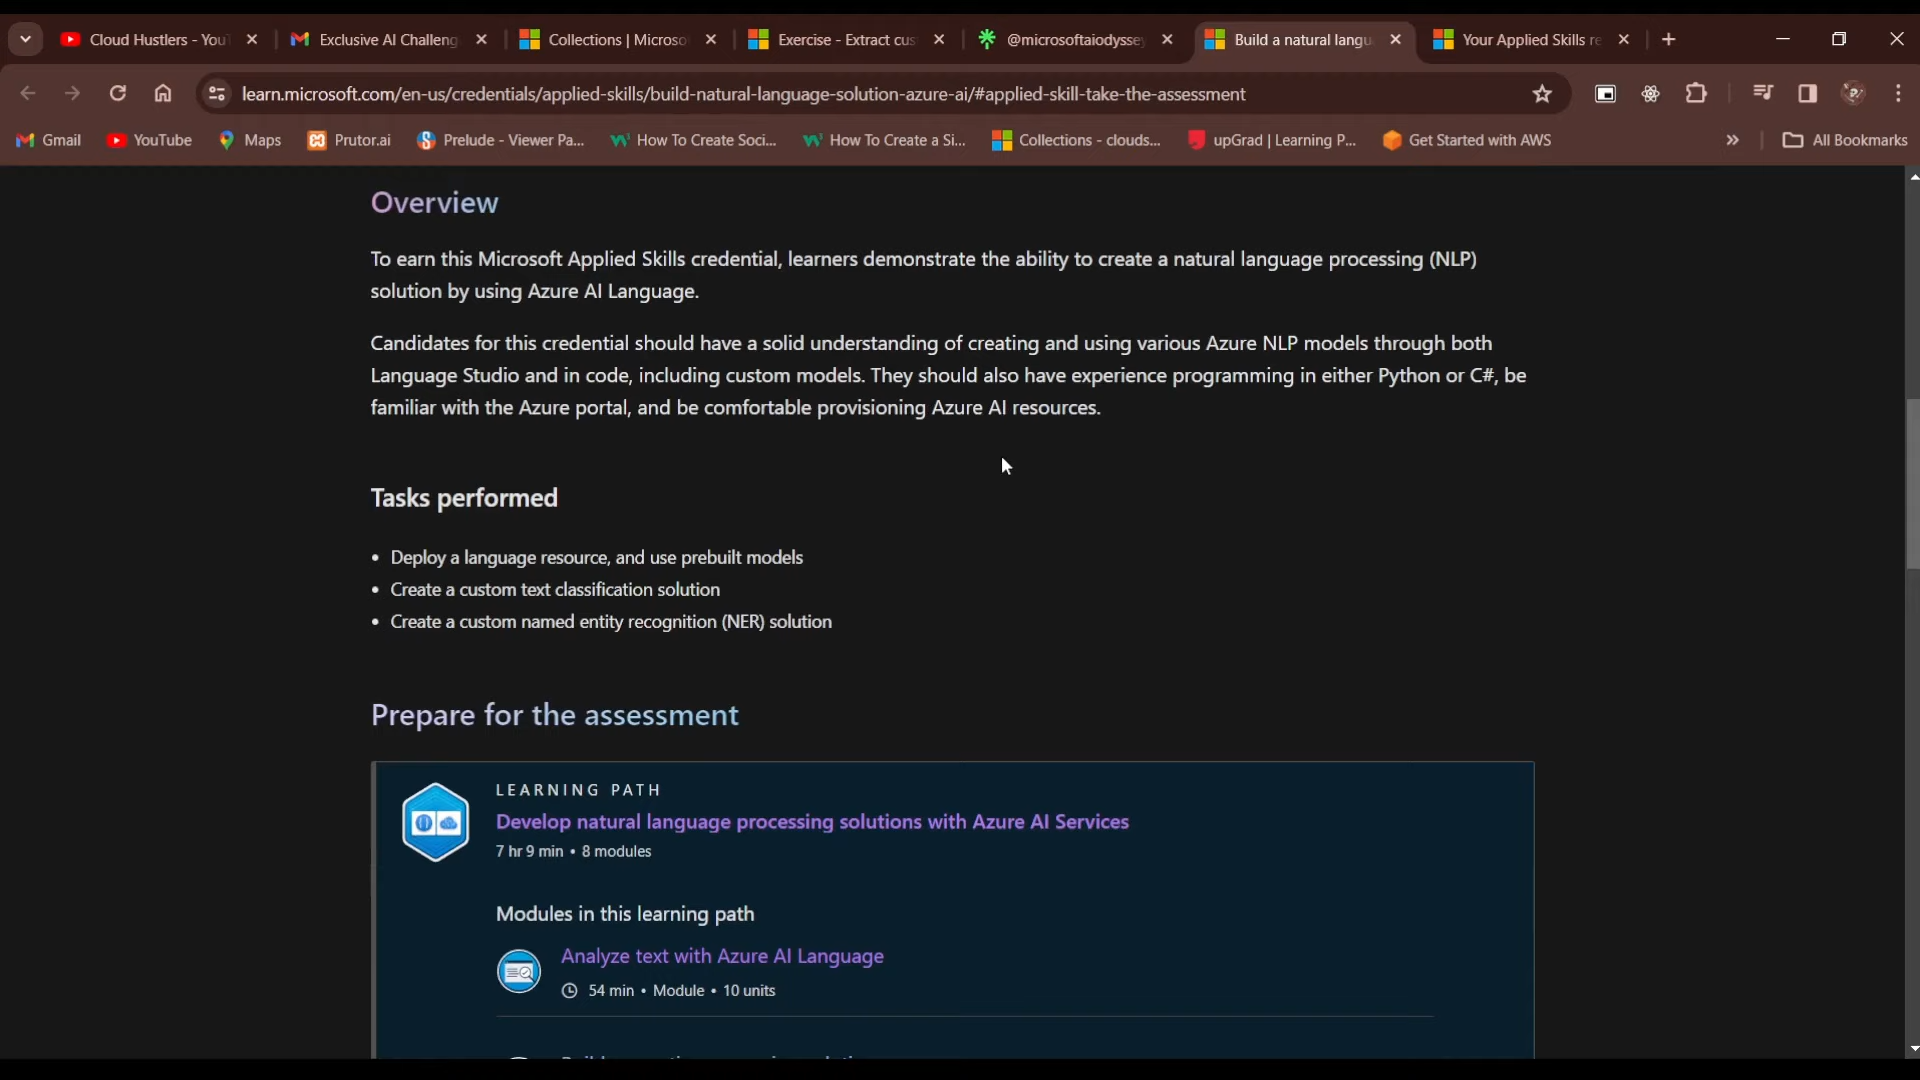 Cloud Hustlers - You
Exclusive AI Challeng
Collections | Microso
Exercise - Extract cus
@microsoftaiodysse
Build a natural langu
Your Applied Skills re
learn.microsoft.com/en-us/credentials/applied-skills/build-natural-language-solution-azure-ai/#applied-skill-take-the-assessment
Gmail
YouTube
Maps
Prutor.ai
Prelude - Viewer Pa...
How To Create Soci...
How To Create a Si...
Collections - clouds...
upGrad | Learning P...
Get Started with AWS
»
All Bookmarks
Overview
To earn this Microsoft Applied Skills credential, learners demonstrate the ability to create a natural language processing (NLP)
solution by using Azure AI Language.
Candidates for this credential should have a solid understanding of creating and using various Azure NLP models through both
Language Studio and in code, including custom models. They should also have experience programming in either Python or C#, be
familiar with the Azure portal, and be comfortable provisioning Azure AI resources.
Tasks performed
• Deploy a language resource, and use prebuilt models
• Create a custom text classification solution
• Create a custom named entity recognition (NER) solution
Prepare for the assessment
LEARNING PATH
Develop natural language processing solutions with Azure AI Services
7 hr 9 min • 8 modules
Modules in this learning path
Analyze text with Azure AI Language
54 min • Module • 10 units